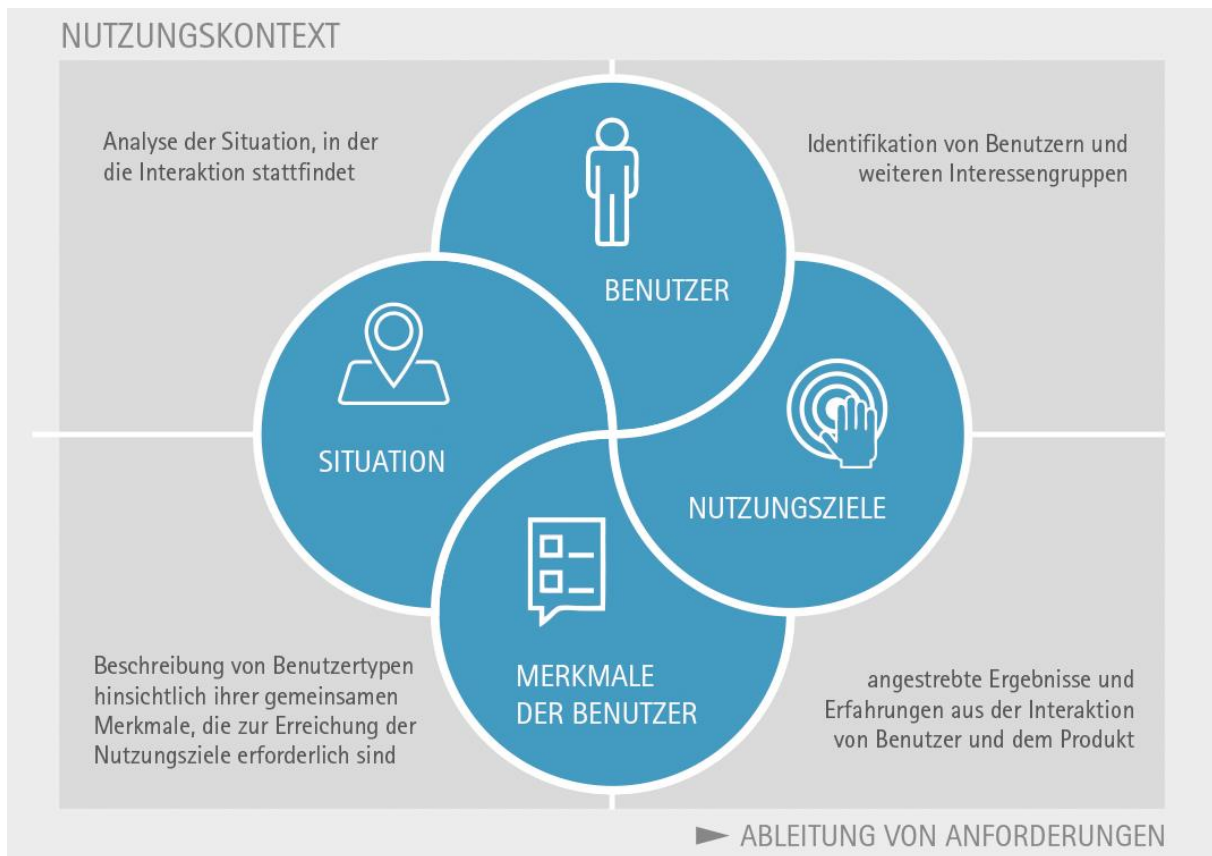 NUTZUNGSKONTEXT
Analyse der Situation, in der
die Interaktion stattfindet
Identifikation von Benutzern und
weiteren Interessengruppen
BENUTZER
SITUATION
NUTZUNGSZIELE
MERKMALE
DER BENUTZER
Beschreibung von Benutzertypen
hinsichtlich ihrer gemeinsamen
Merkmale, die zur Erreichung der
Nutzungsziele erforderlich sind
angestrebte Ergebnisse und
Erfahrungen aus der Interaktion
von Benutzer und dem Produkt
► ABLEITUNG VON ANFORDERUNGEN